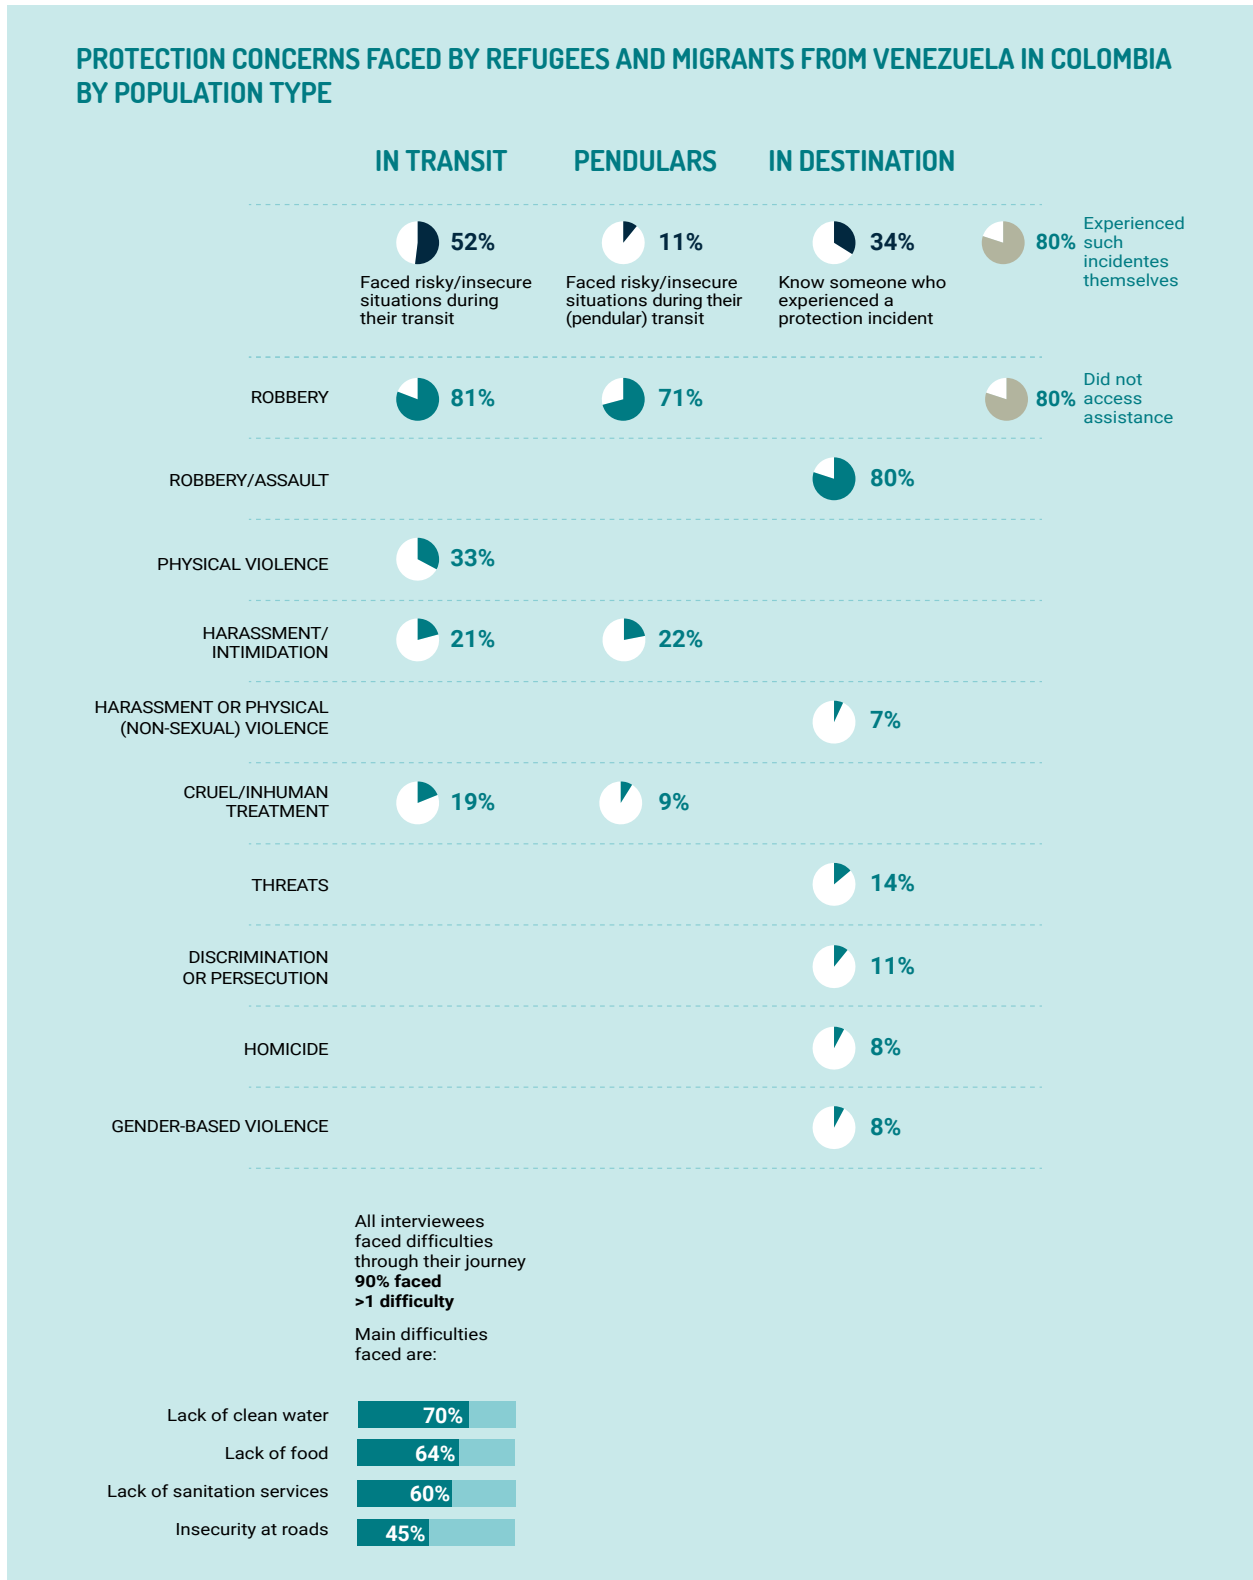 PROTECTION CONCERNS FACED BY REFUGEES AND MIGRANTS FROM VENEZUELA IN COLOMBIA
BY POPULATION TYPE
IN TRANSIT
PENDULARS
IN DESTINATION
52%
Faced risky/insecure
situations during
their transit
11%
Faced risky/insecure
situations during their
(pendular) transit
34%
Know someone who
experienced a
protection incident
80%
Experienced
such
incidentes
themselves
ROBBERY
81%
71%
80%
Did not
access
assistance
ROBBERY/ASSAULT
80%
PHYSICAL VIOLENCE
33%
HARASSMENT/
INTIMIDATION
21%
22%
HARASSMENT OR PHYSICAL
(NON-SEXUAL) VIOLENCE
7%
CRUEL/INHUMAN
TREATMENT
19%
9%
THREATS
14%
DISCRIMINATION
OR PERSECUTION
11%
HOMICIDE
8%
GENDER-BASED VIOLENCE
8%
All interviewees
faced difficulties
through their journey
90% faced
>1 difficulty
Main difficulties
faced are:
Lack of clean water
70%
Lack of food
64%
Lack of sanitation services
60%
Insecurity at roads
45%